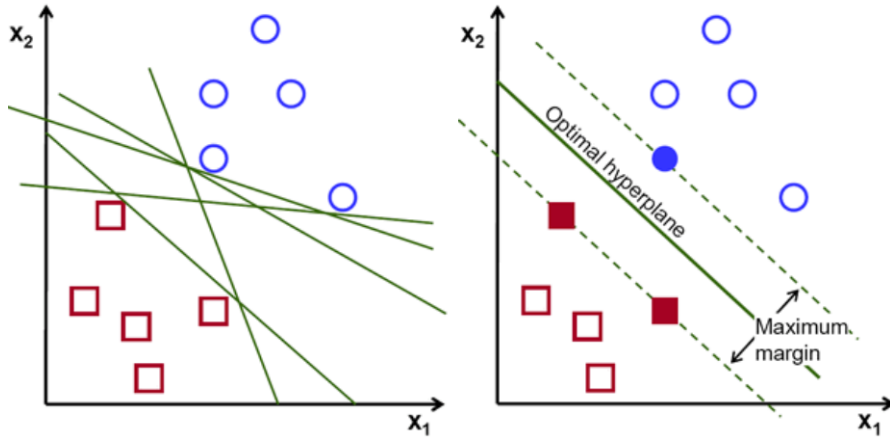 x₂
x₁
x₂
Optimal hyperplane
Maximum
margin
x₁